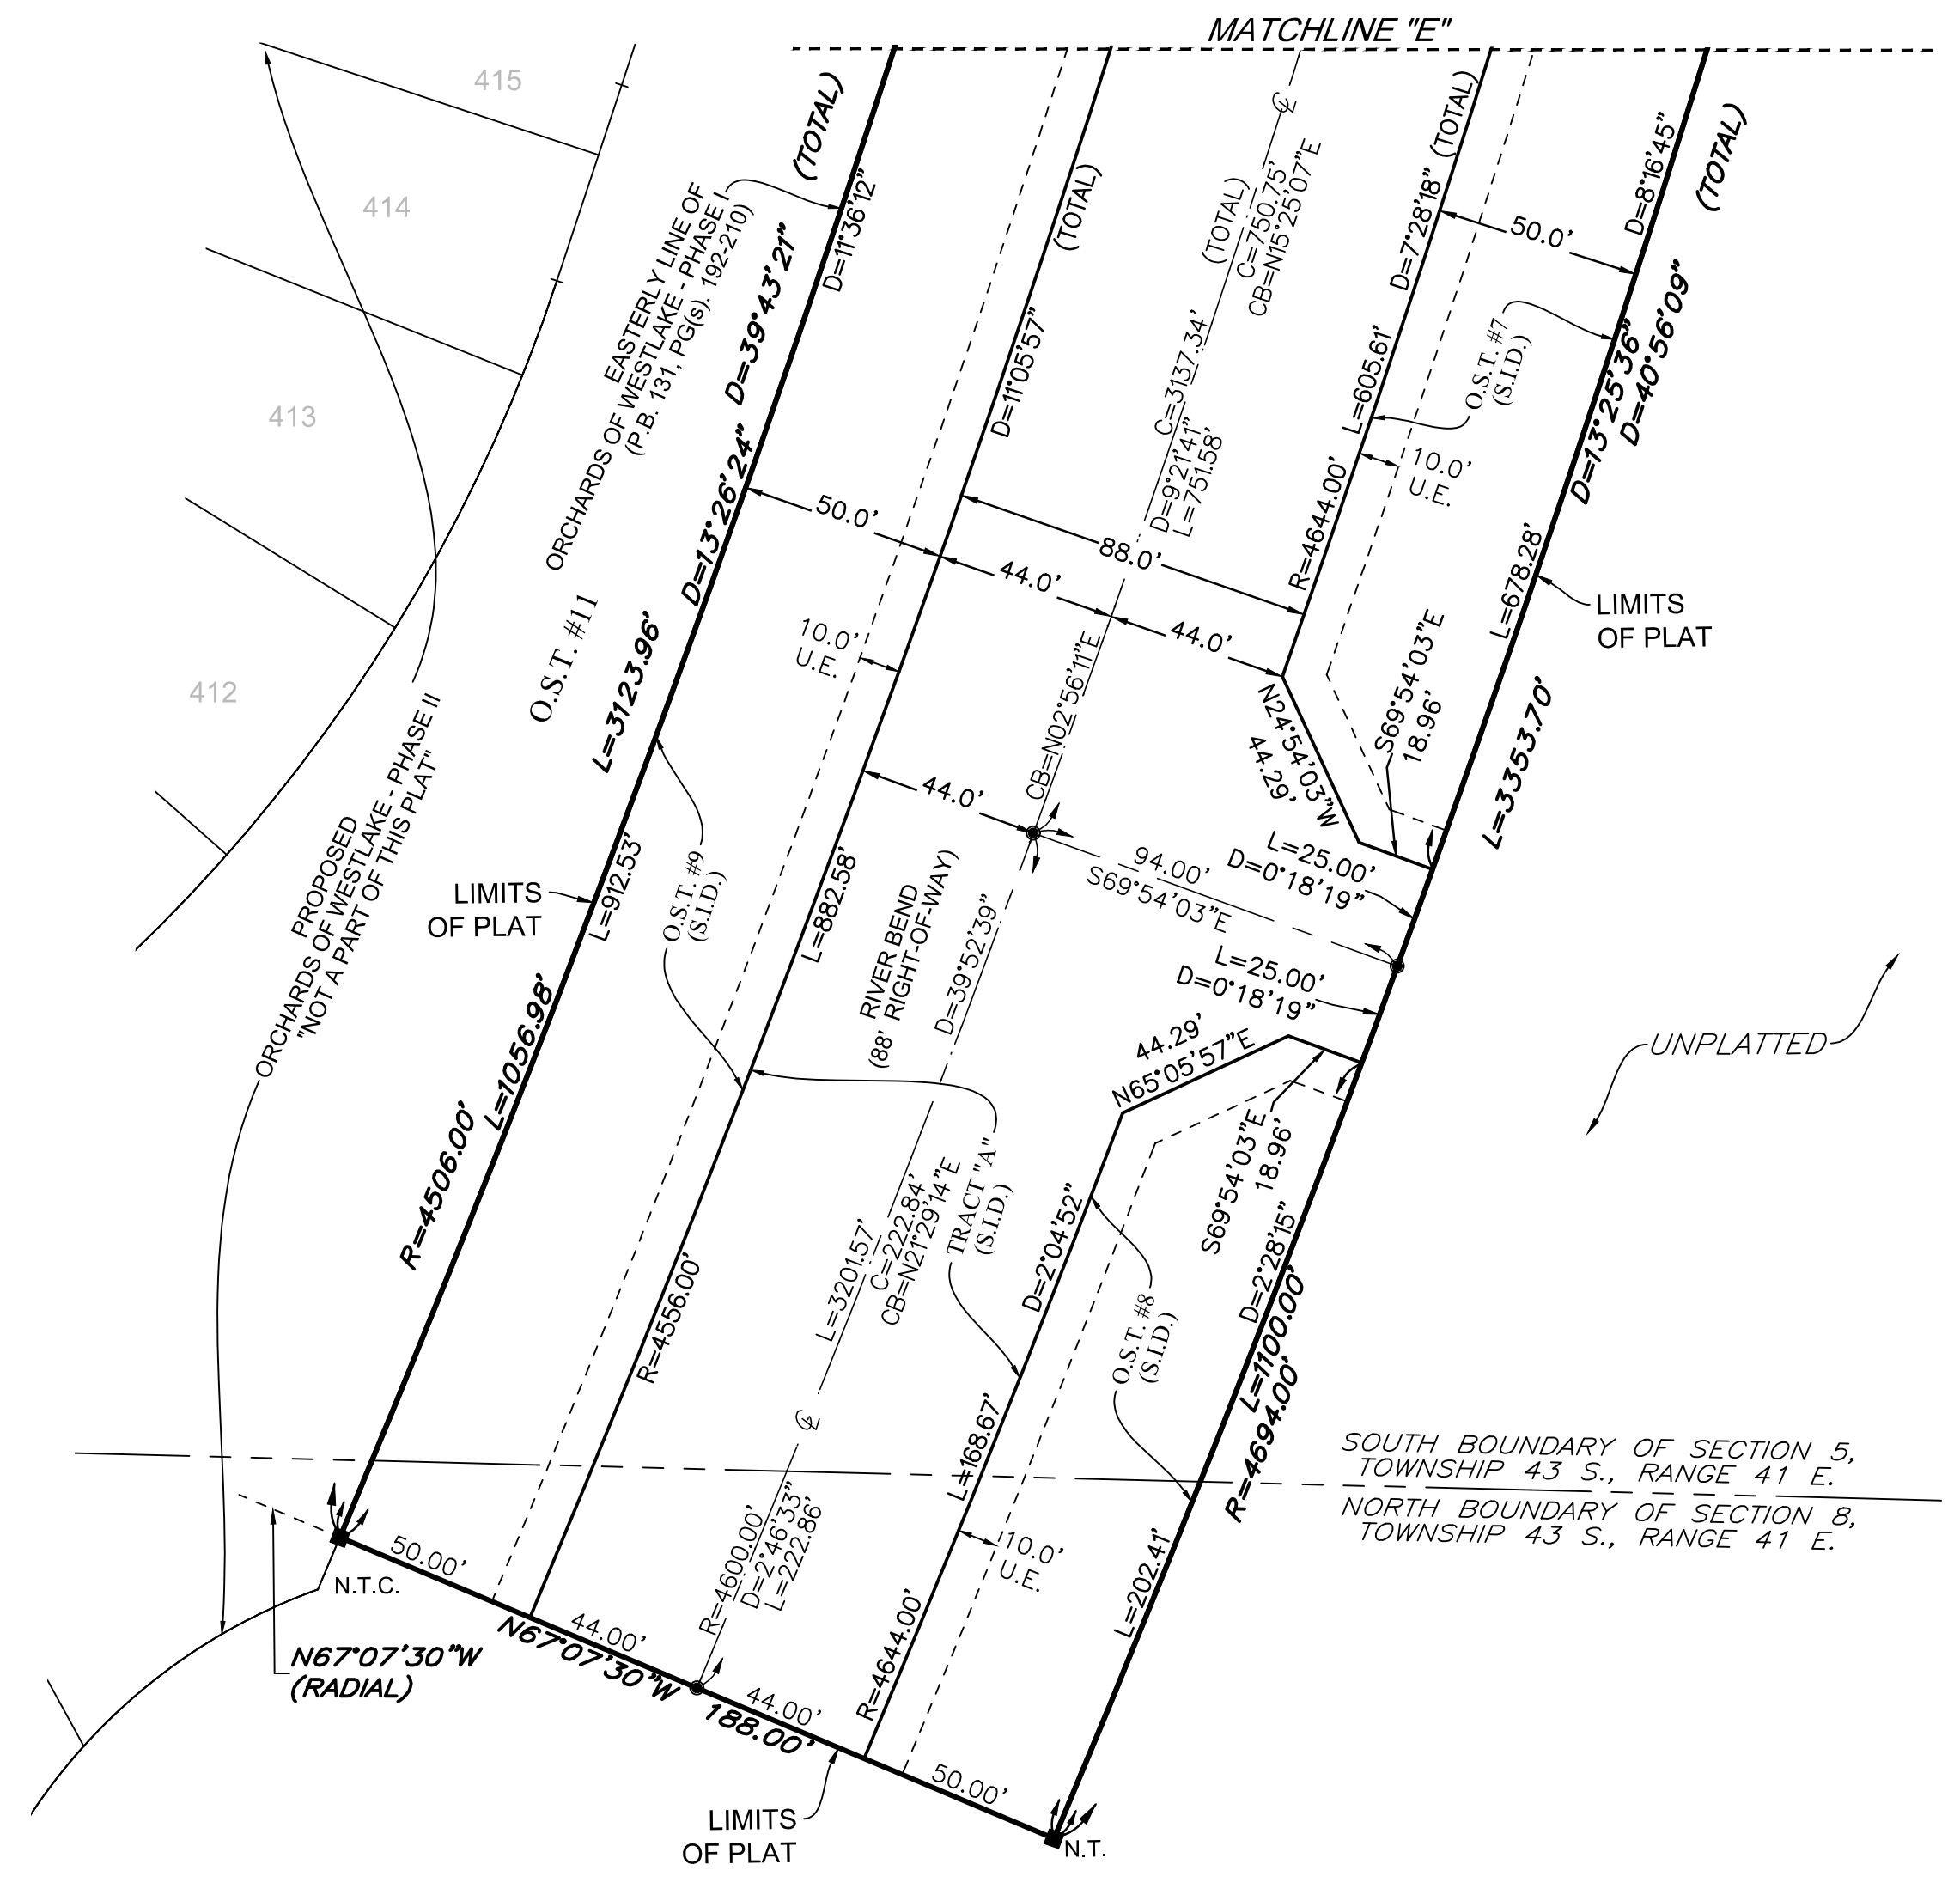 MATCHLINE "E"
415
414
413
412
(TOTAL)
D=11°36'12"
EASTERLY LINE OF
ORCHARDS OF WESTLAKE - PHASE I
(P.B. 131, PG(s). 192-210)
D=13°26'24" D=39°43'21"
(TOTAL)
D=11°05'57"
(TOTAL)
C=750.75'
CB=N15°25'07"E
C=3137.34'
D=9°21'41"
L=751.58'
D=7°28'18" (TOTAL)
L=605.61'
R=4644.00'
50.0'
D=8°16'45"
(TOTAL)
O.S.T. #7
(S.I.D.)
D=13°25'36"
D=40°56'09"
10.0'
U.E.
50.0'
88.0'
44.0'
44.0'
L=678.28'
LIMITS
OF PLAT
O.S.T. #11
L=3123.96'
10.0'
U.E.
CB=N02°56'11"E
N24°54'03"W
44.29'
S69°54'03"E
18.96'
L=3353.70'
PROPOSED
ORCHARDS OF WESTLAKE - PHASE II
"NOT A PART OF THIS PLAT"
LIMITS
OF PLAT
L=912.53'
O.S.T. #9
(S.I.D.)
L=882.58'
44.0'
94.00'
S69°54'03"E
L=25.00'
D=0°18'19"
RIVER BEND
(88' RIGHT-OF-WAY)
D=39°52'39"
L=25.00'
D=0°18'19"
44.29'
N65°05'57"E
UNPLATTED
L=1056.98'
R=4506.00'
S69°54'03"E
18.96'
TRACT "A"
(S.I.D.)
C=222.84'
CB=N21°29'14"E
L=3201.57'
D=2°04'52"
O.S.T. #8
(S.I.D.)
D=2°28'15"
L=1100.00'
R=4694.00'
R=4556.00'
L=168.67'
SOUTH BOUNDARY OF SECTION 5,
TOWNSHIP 43 S., RANGE 41 E.
NORTH BOUNDARY OF SECTION 8,
TOWNSHIP 43 S., RANGE 41 E.
R=4600.00'
D=2°46'33"
L=222.86'
10.0'
U.E.
L=202.41'
R=4644.00'
50.00'
N.T.C.
44.00'
N67°07'30"W
(RADIAL)
N67°07'30"W 188.00'
44.00'
50.00'
LIMITS
OF PLAT
N.T.